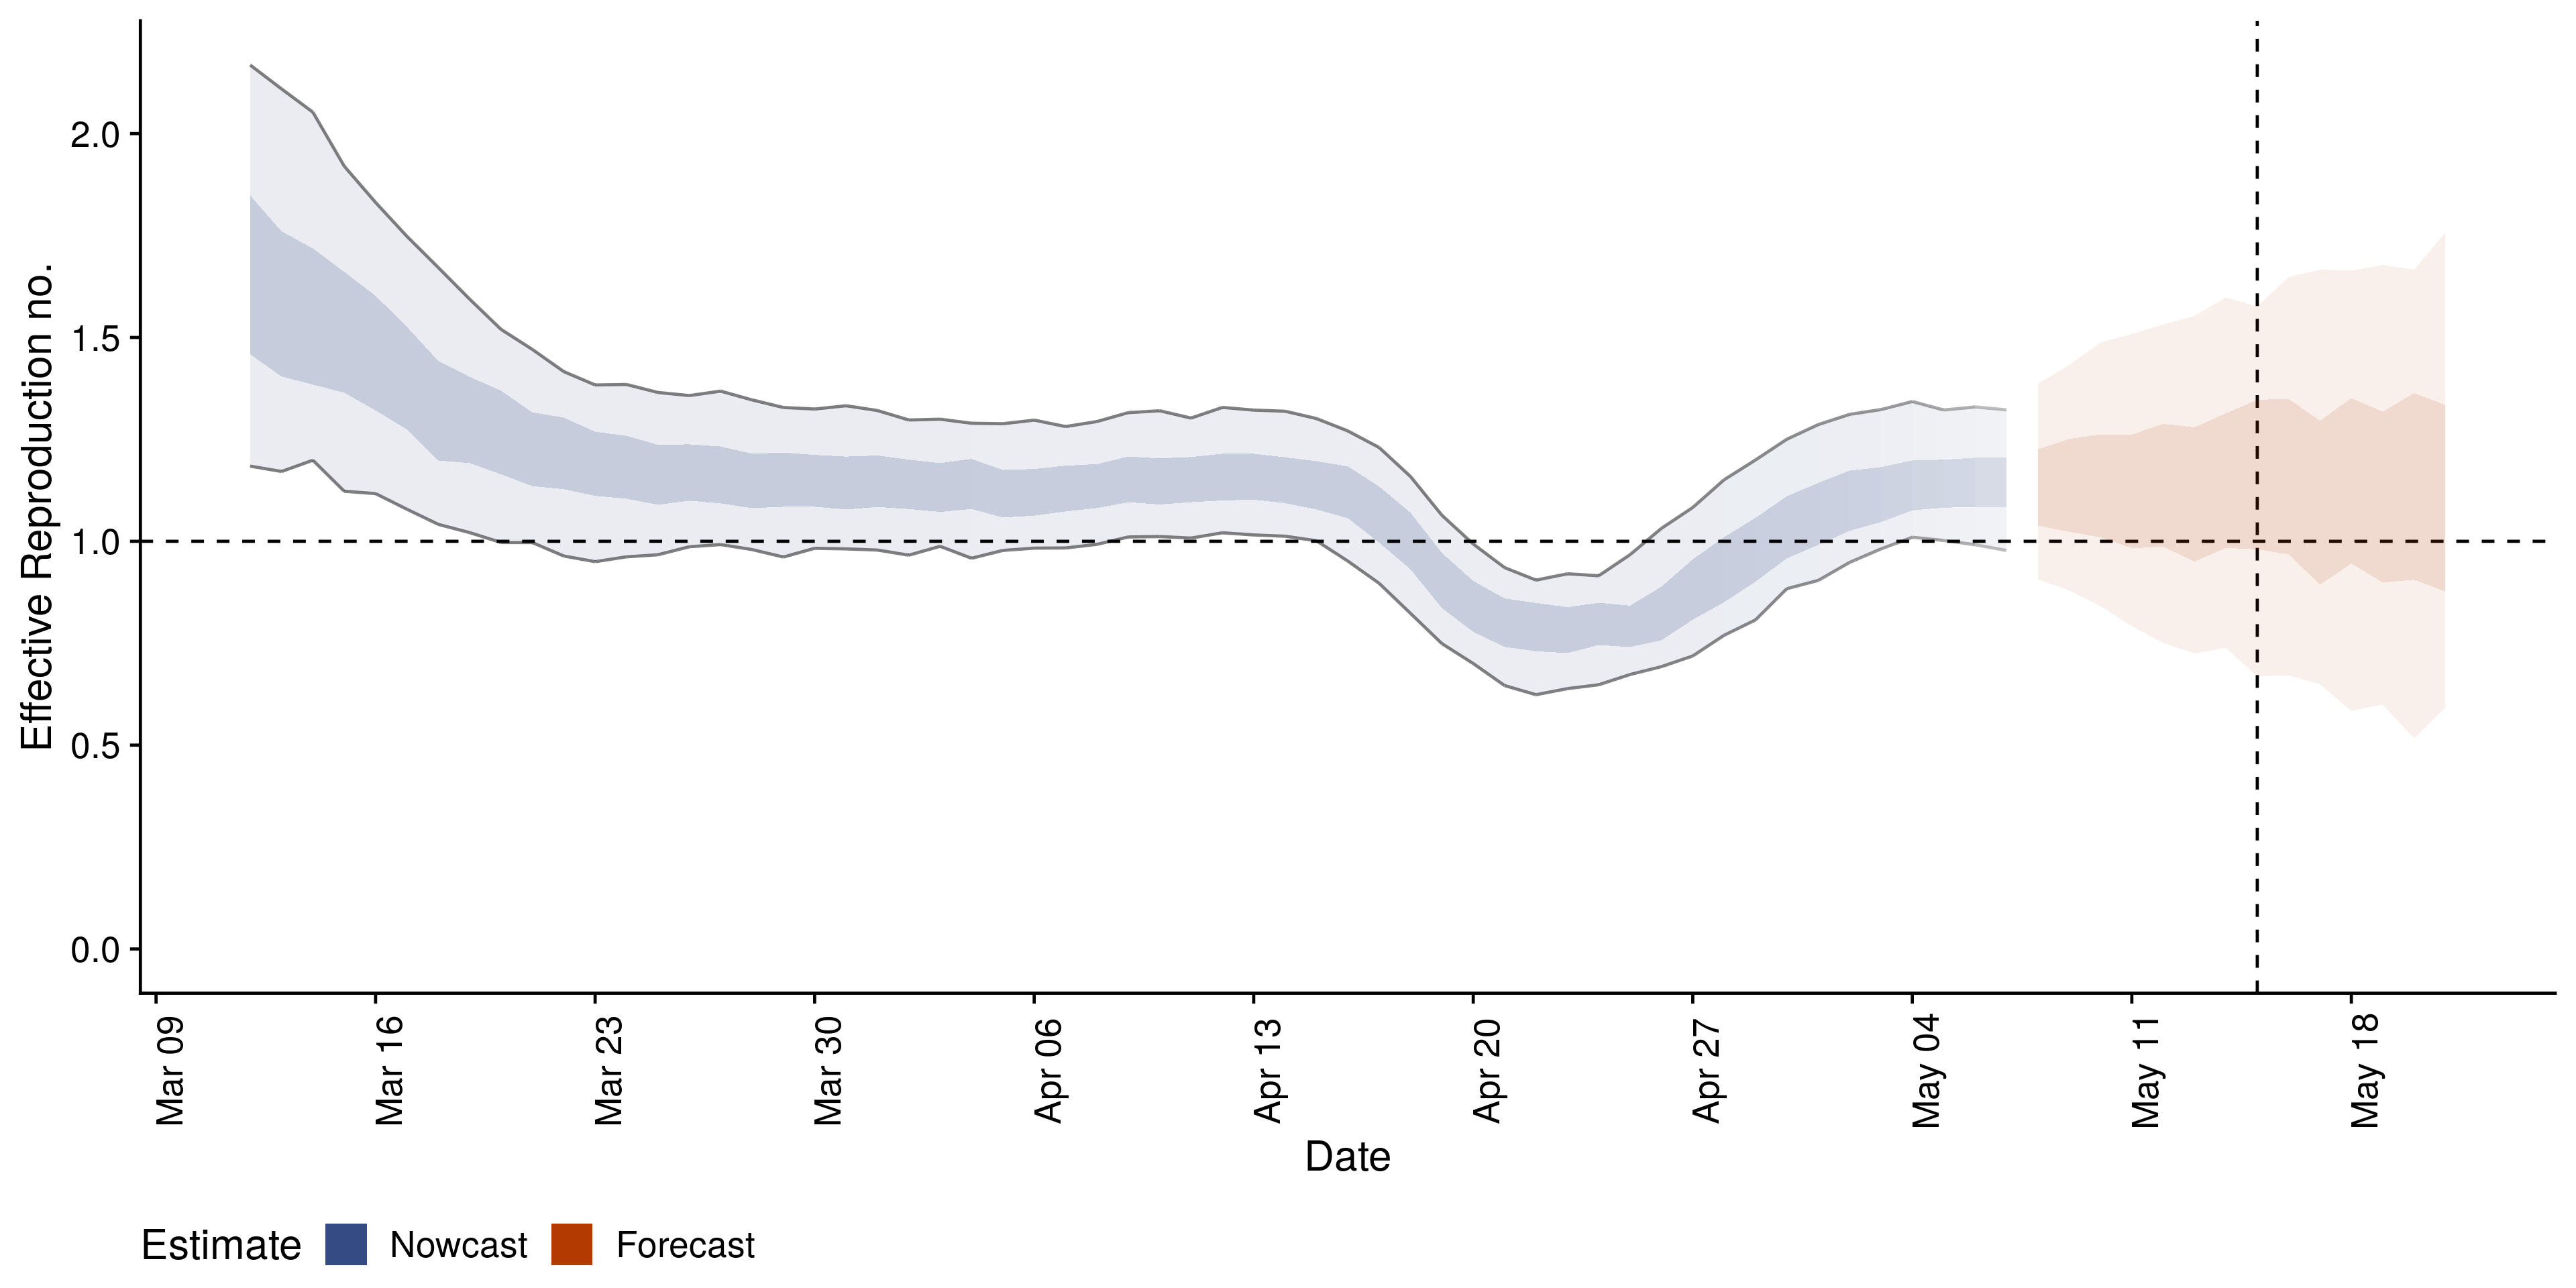 Effective Reproduction no.
2.0
1.5
1.0
0.5
0.0
Mar 09
Mar 16
Mar 23
Mar 30
Apr 06
Apr 13
Apr 20
Apr 27
May 04
May 11
May 18
Date
Estimate Nowcast Forecast